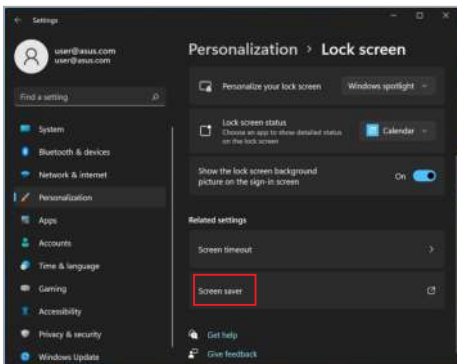 Settings
user@asus.com
user@asus.com
Find a setting
System
Bluetooth & devices
Network & internet
Personalization
Apps
Accounts
Time & language
Gaming
Accessibility
Privacy & security
Windows Update
Personalization > Lock screen
Personalize your lock screen
Windows spotlight
Lock screen status
Choose an app to show detailed status
on the lock screen
Calendar
Show the lock screen background
picture on the sign-in screen
On
Related settings
Screen timeout
Screen saver
Get help
Give feedback